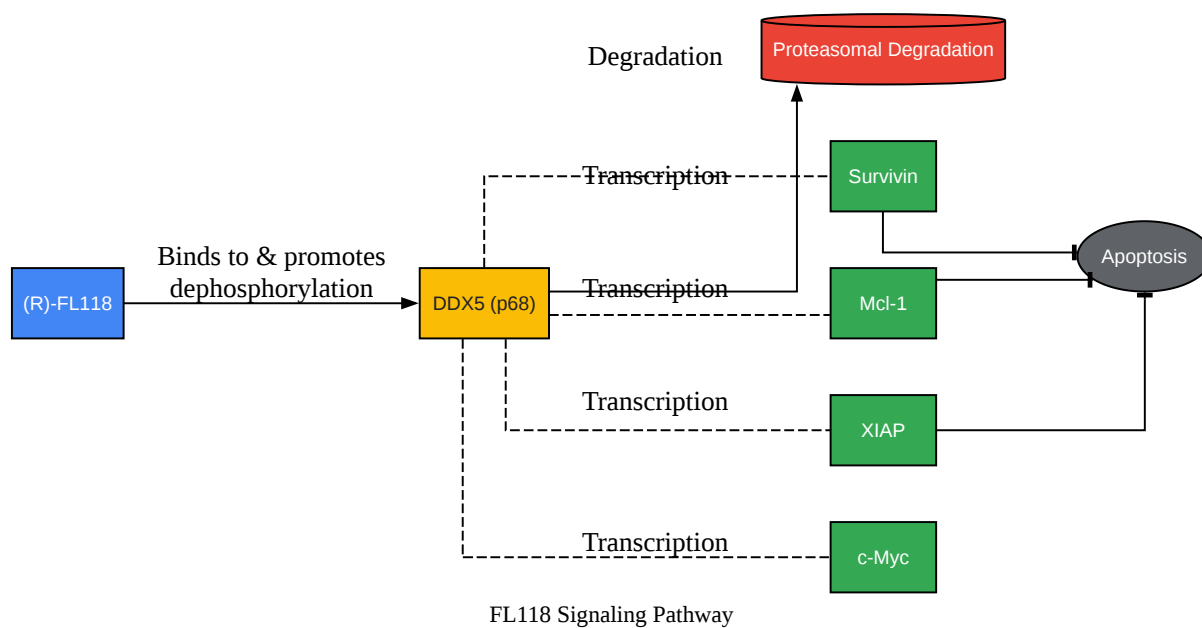 Degradation
Proteasomal Degradation
Transcription
Survivin
Binds to & promotes
dephosphorylation
Apoptosis
(R)-FL118
DDX5 (p68)
Transcription
Mcl-1
Transcription
XIAP
Transcription
c-Myc
FL118 Signaling Pathway